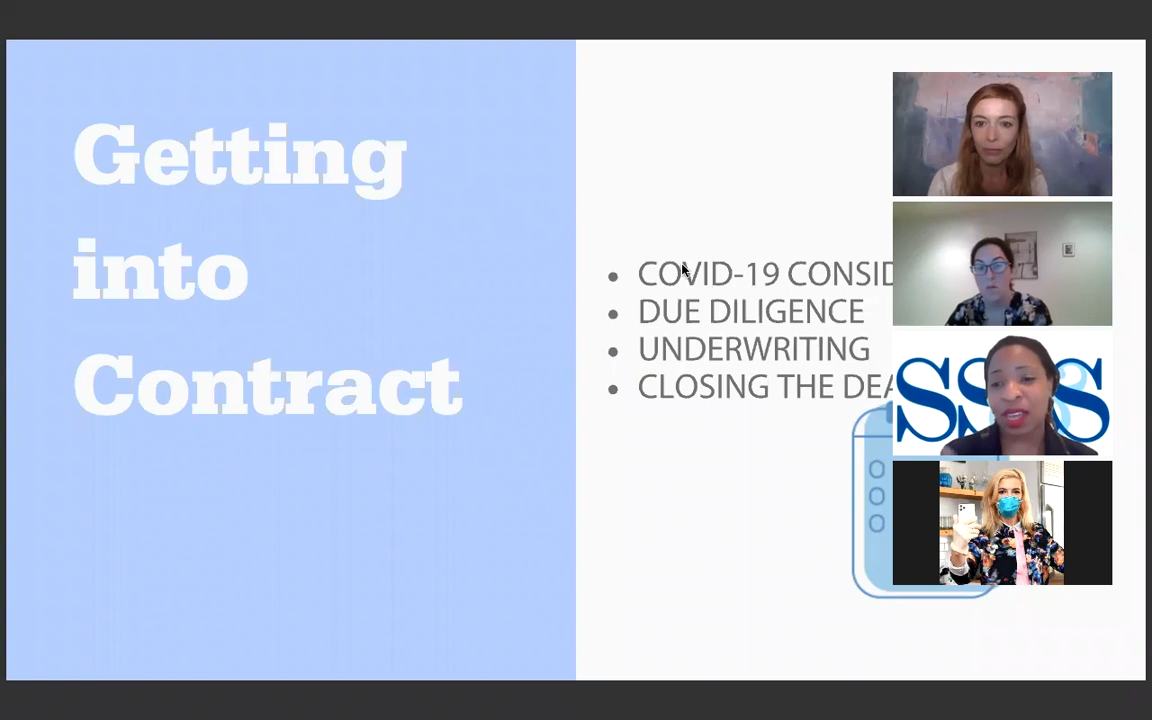 Getting
into
Contract
• COVID-19 CONSID
• DUE DILIGENCE
• UNDERWRITING
• CLOSING THE DEA
SSS